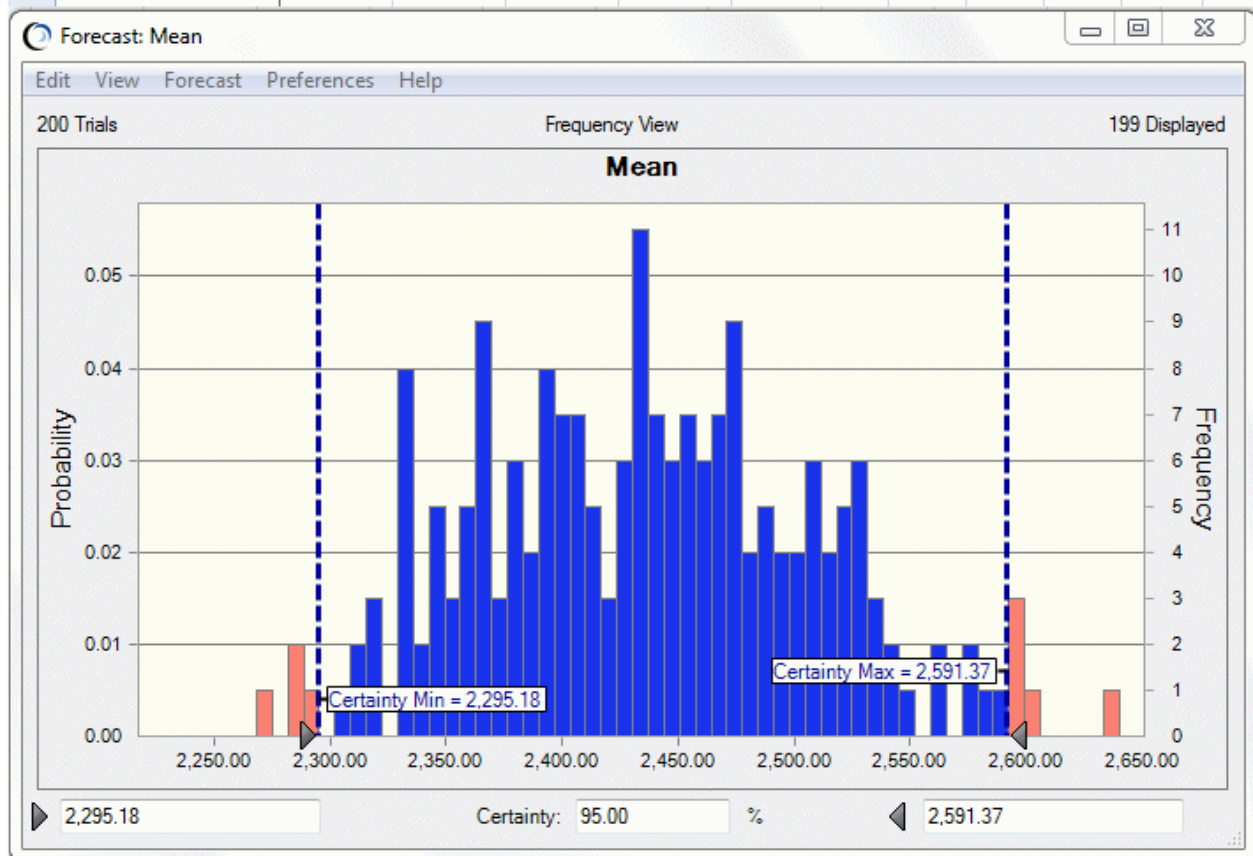 Forecast: Mean
Edit View Forecast Preferences Help
200 Trials Frequency View 199 Displayed
Mean
Probability
0.05
0.04
0.03
0.02
0.01
0.00
11
10
9
8
7
6
5
4
3
2
1
0
Frequency
Certainty Min = 2,295.18
Certainty Max = 2,591.37
2,250.00 2,300.00 2,350.00 2,400.00 2,450.00 2,500.00 2,550.00 2,600.00 2,650.00
2,295.18 Certainty: 95.00 % 2,591.37